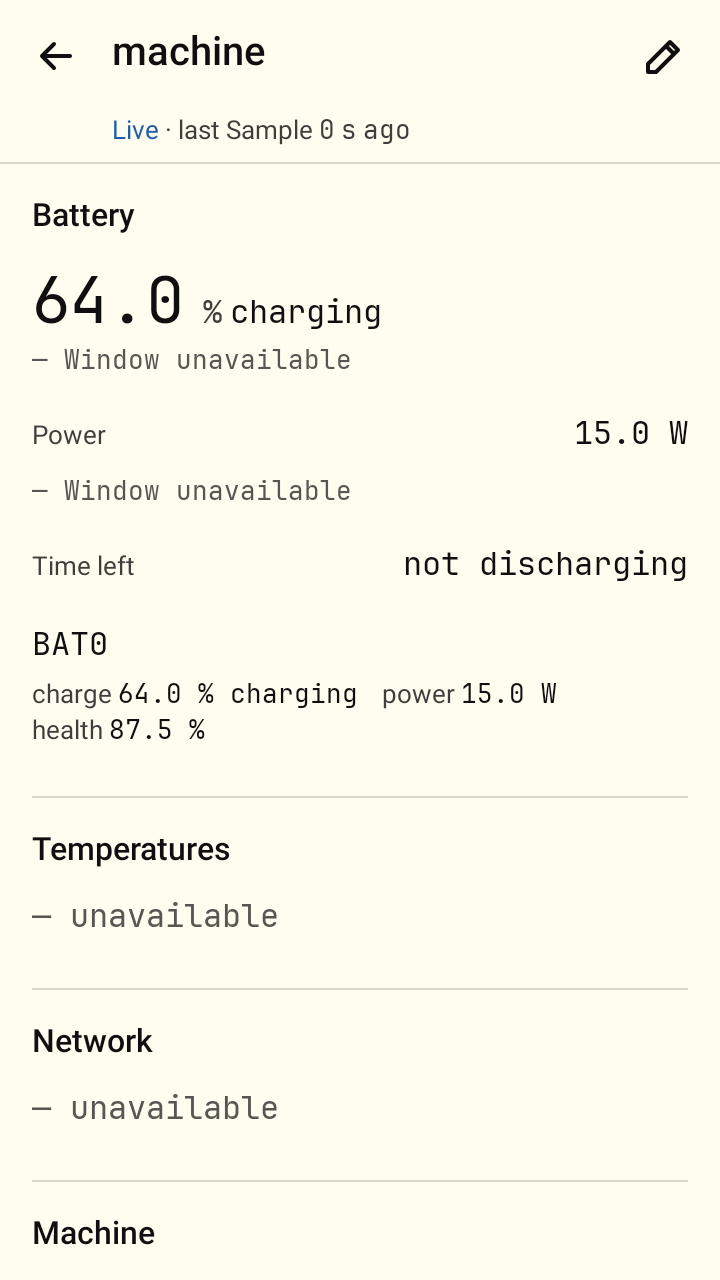 machine
Live · last Sample 0 s ago
Battery
64.0 % charging
— Window unavailable
Power 15.0 W
— Window unavailable
Time left not discharging
BAT0
charge 64.0 % charging power 15.0 W
health 87.5 %
Temperatures
— unavailable
Network
— unavailable
Machine